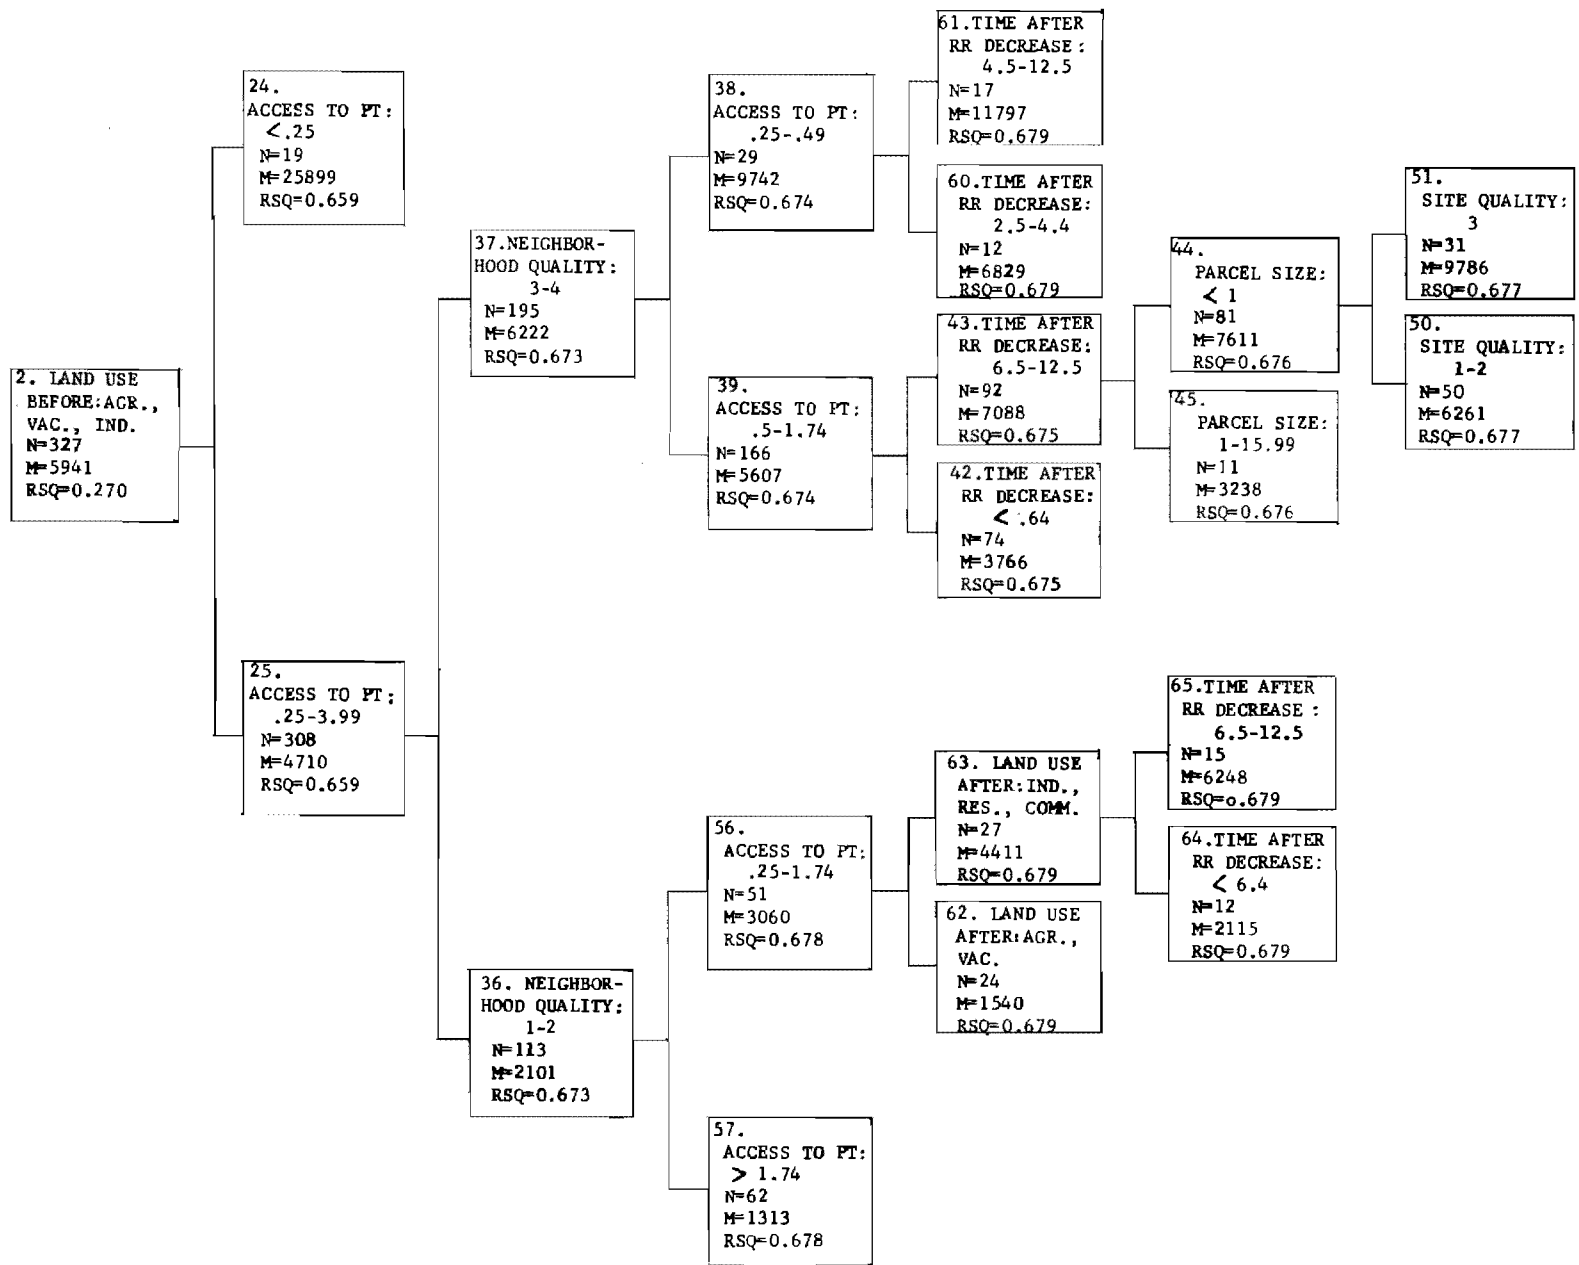 2. LAND USE
BEFORE:AGR.,
VAC., IND.
N=327
M=5941
RSQ=0.270
24.
ACCESS TO PT:
<.25
N=19
M=25899
RSQ=0.659
25.
ACCESS TO PT:
.25-3.99
N=308
M=4710
RSQ=0.659
37.NEIGHBOR-
HOOD QUALITY:
3-4
N=195
M=6222
RSQ=0.673
36. NEIGHBOR-
HOOD QUALITY:
1-2
N=113
M=2101
RSQ=0.673
38.
ACCESS TO PT:
.25-.49
N=29
M=9742
RSQ=0.674
39.
ACCESS TO PT:
.5-1.74
N=166
M=5607
RSQ=0.674
56.
ACCESS TO PT:
.25-1.74
N=51
M=3060
RSQ=0.678
57.
ACCESS TO PT:
> 1.74
N=62
M=1313
RSQ=0.678
61.TIME AFTER
RR DECREASE:
4.5-12.5
N=17
M=11797
RSQ=0.679
60.TIME AFTER
RR DECREASE:
2.5-4.4
N=12
M=6829
RSQ=0.679
43.TIME AFTER
RR DECREASE:
6.5-12.5
N=92
M=7088
RSQ=0.675
42.TIME AFTER
RR DECREASE:
< .64
N=74
M=3766
RSQ=0.675
63. LAND USE
AFTER:IND.,
RES., COMM.
N=27
M=4411
RSQ=0.679
62. LAND USE
AFTER:AGR.,
VAC.
N=24
M=1540
RSQ=0.679
44.
PARCEL SIZE:
< 1
N=81
M=7611
RSQ=0.676
45.
PARCEL SIZE:
1-15.99
N=11
M=3238
RSQ=0.676
65.TIME AFTER
RR DECREASE :
6.5-12.5
N=15
M=6248
RSQ=o.679
64.TIME AFTER
RR DECREASE:
< 6.4
N=12
M=2115
RSQ=0.679
51.
SITE QUALITY:
3
N=31
M=9786
RSQ=0.677
50.
SITE QUALITY:
1-2
N=50
M=6261
RSQ=0.677